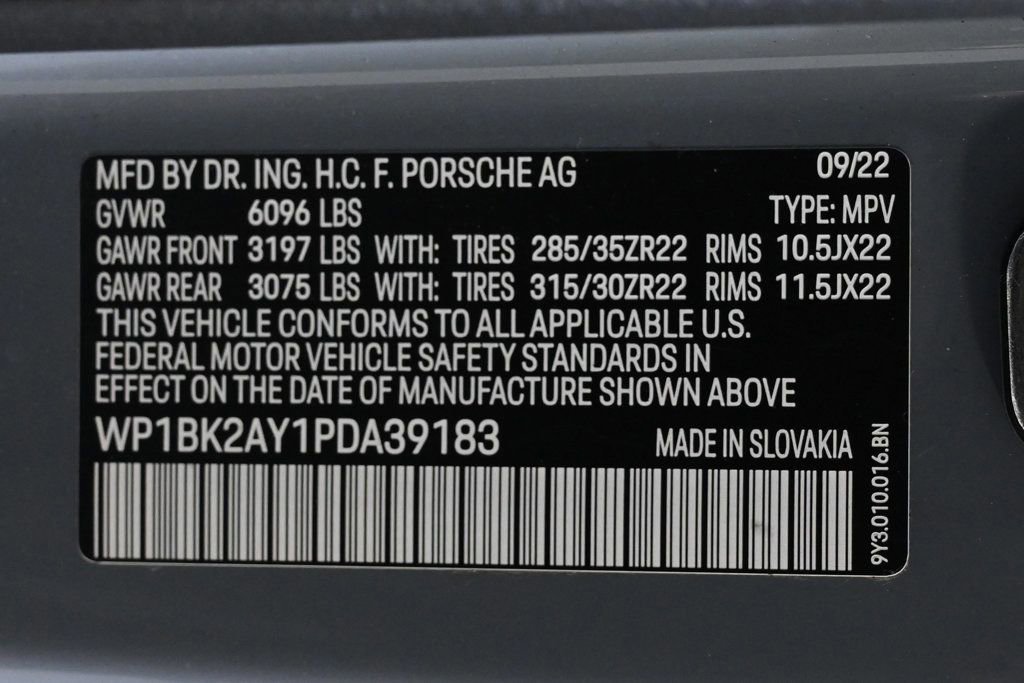 MFD BY DR. ING. H.C. F. PORSCHE AG 09/22
GVWR 6096 LBS TYPE: MPV
GAWR FRONT 3197 LBS WITH: TIRES 285/35ZR22 RIMS 10.5JX22
GAWR REAR 3075 LBS WITH: TIRES 315/30ZR22 RIMS 11.5JX22
THIS VEHICLE CONFORMS TO ALL APPLICABLE U.S.
FEDERAL MOTOR VEHICLE SAFETY STANDARDS IN
EFFECT ON THE DATE OF MANUFACTURE SHOWN ABOVE
WP1BK2AY1PDA39183 MADE IN SLOVAKIA
9Y3.010.016.BN